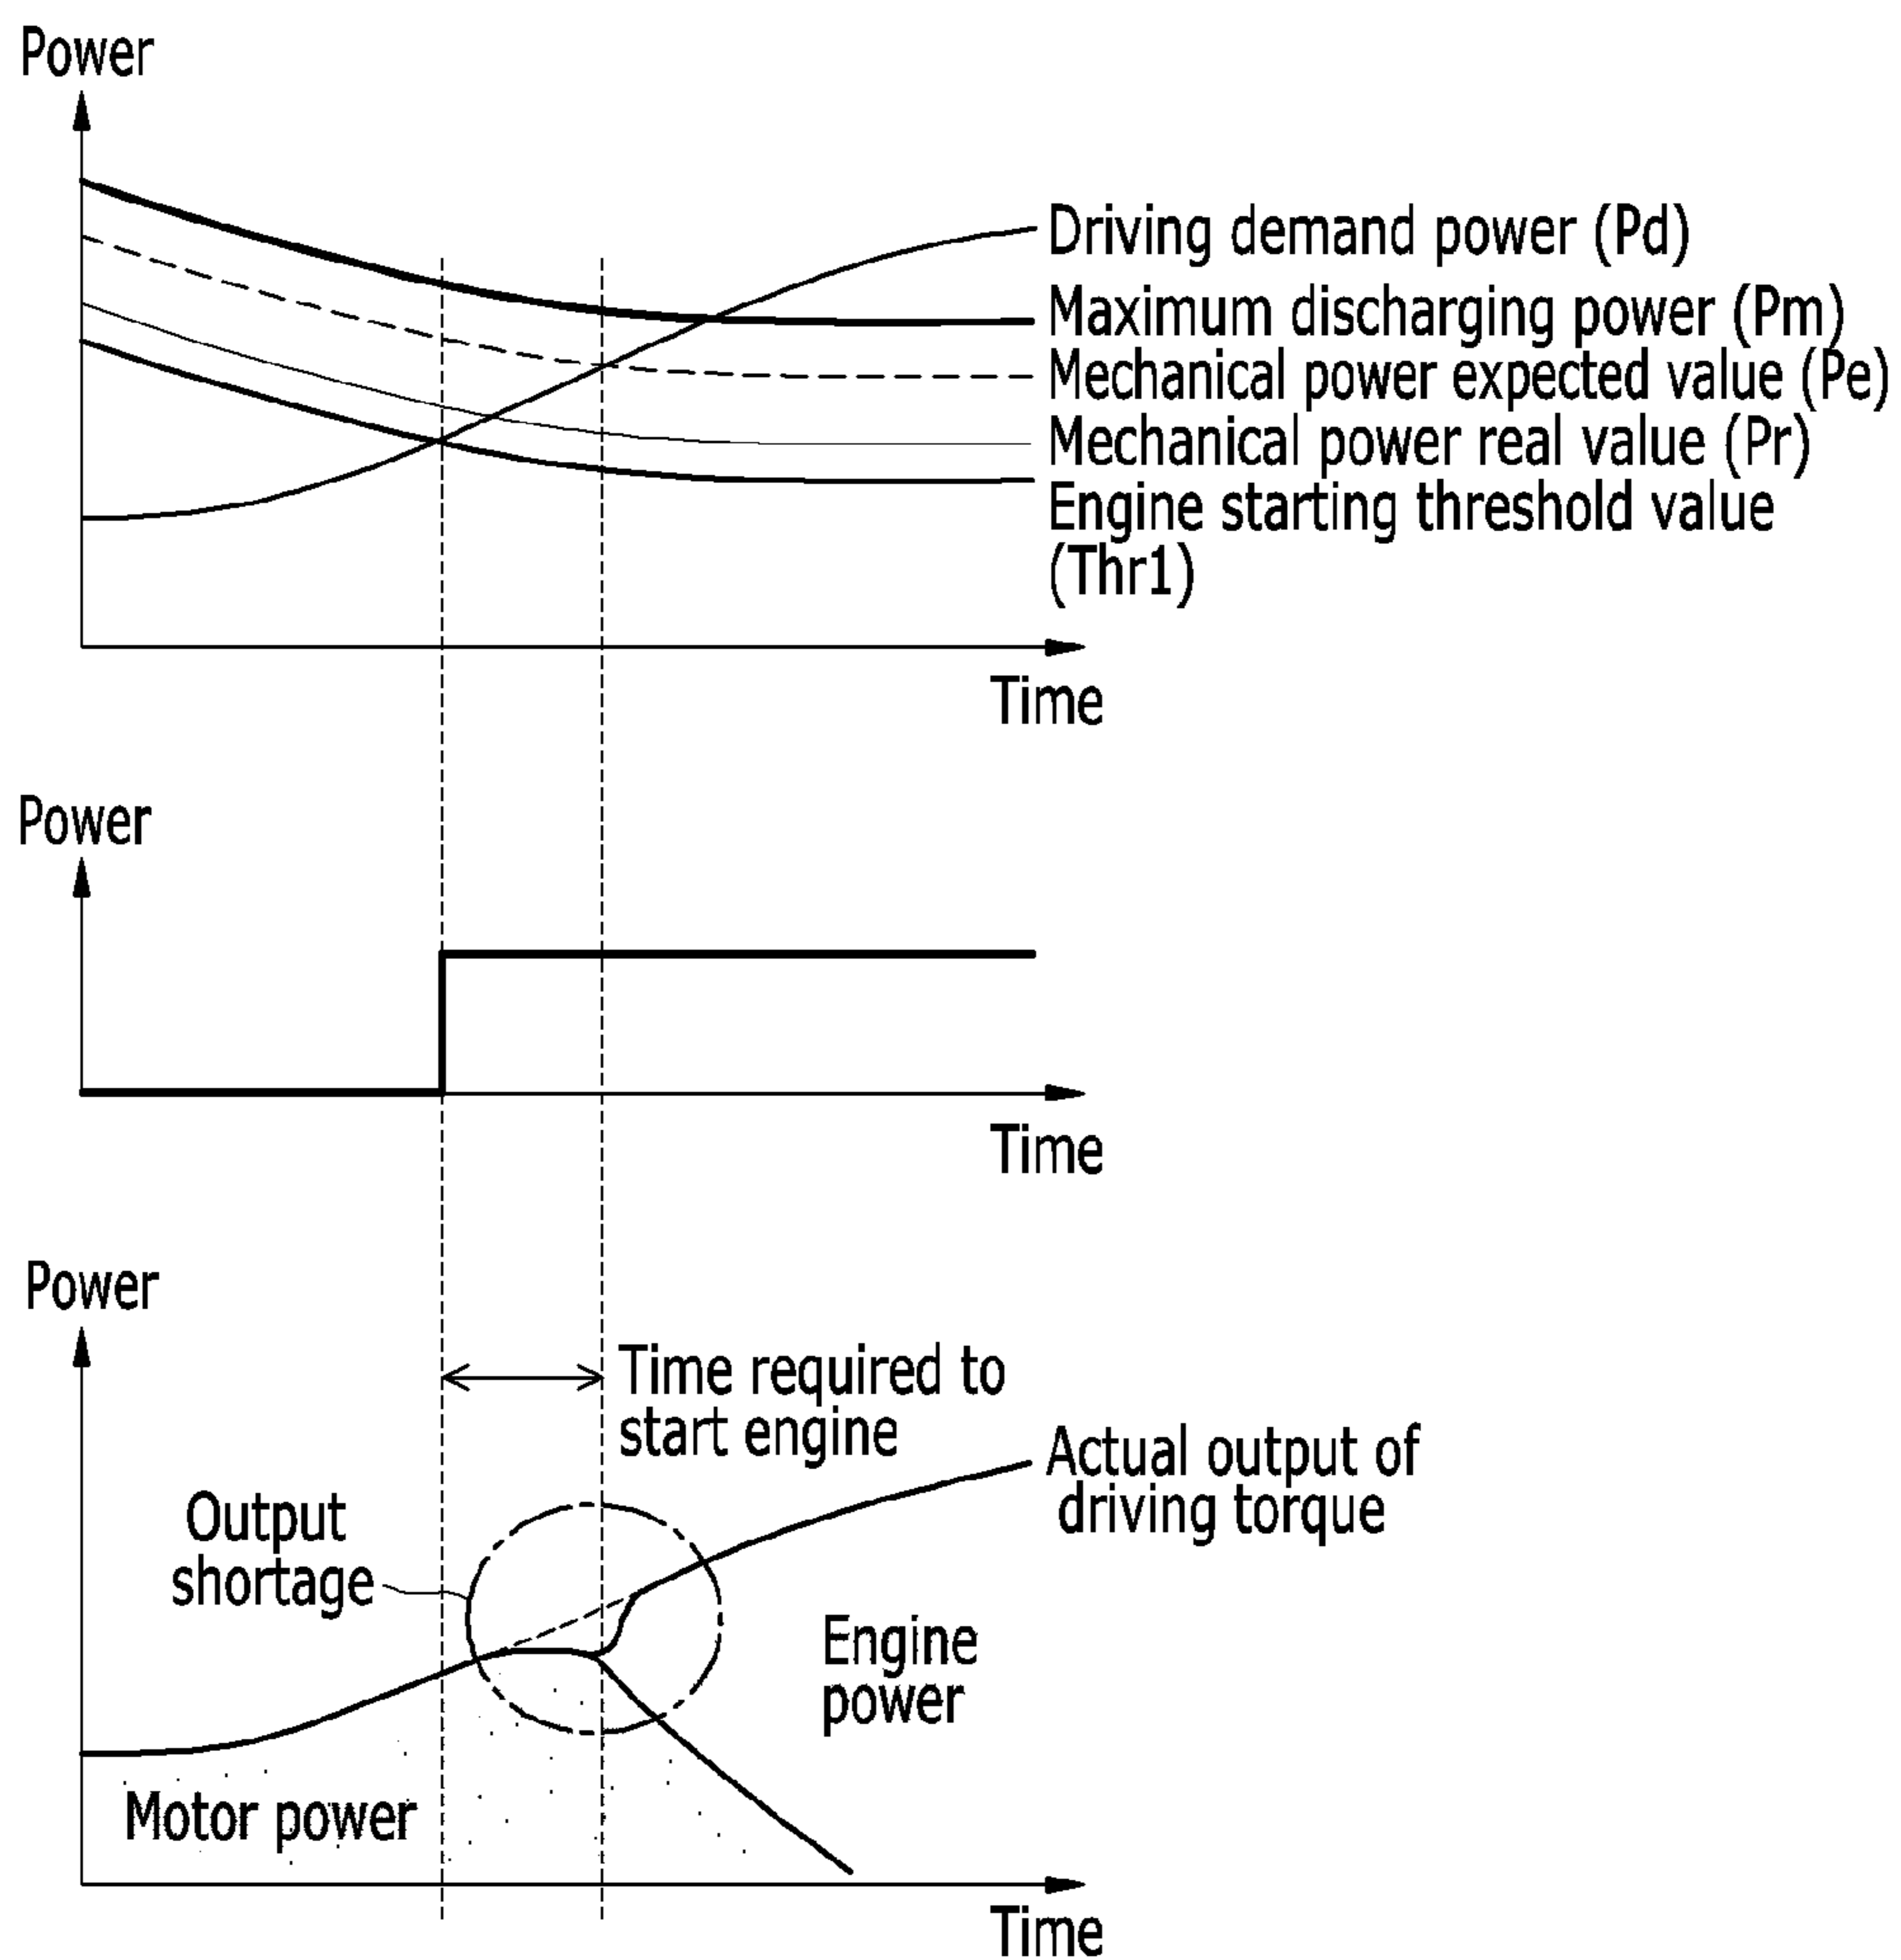 Power
Driving demand power (Pd)
Maximum discharging power (Pm)
Mechanical power expected value (Pe)
Mechanical power real value (Pr)
Engine starting threshold value
(Thr1)
Time
Power
Time
Power
Time required to
start engine
Actual output of
driving torque
Output
shortage
Engine
power
Motor power
Time